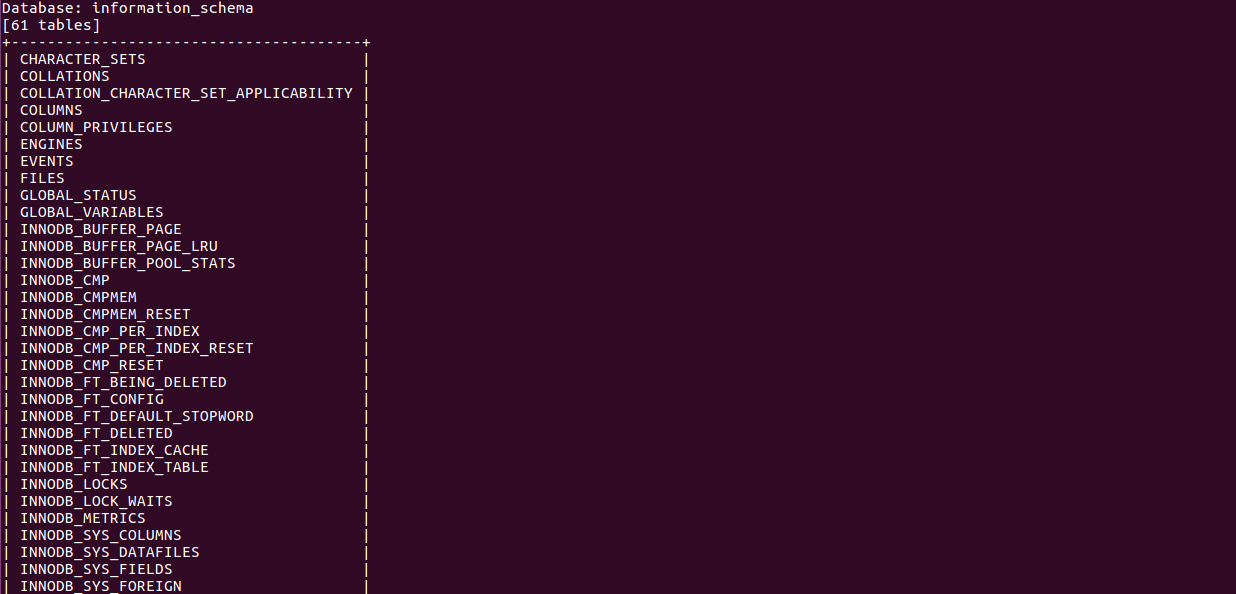 Database: information_schema
[61 tables]
+---------------------------------------+
| CHARACTER_SETS |
| COLLATIONS |
| COLLATION_CHARACTER_SET_APPLICABILITY |
| COLUMNS |
| COLUMN_PRIVILEGES |
| ENGINES |
| EVENTS |
| FILES |
| GLOBAL_STATUS |
| GLOBAL_VARIABLES |
| INNODB_BUFFER_PAGE |
| INNODB_BUFFER_PAGE_LRU |
| INNODB_BUFFER_POOL_STATS |
| INNODB_CMP |
| INNODB_CMPMEM |
| INNODB_CMPMEM_RESET |
| INNODB_CMP_PER_INDEX |
| INNODB_CMP_PER_INDEX_RESET |
| INNODB_CMP_RESET |
| INNODB_FT_BEING_DELETED |
| INNODB_FT_CONFIG |
| INNODB_FT_DEFAULT_STOPWORD |
| INNODB_FT_DELETED |
| INNODB_FT_INDEX_CACHE |
| INNODB_FT_INDEX_TABLE |
| INNODB_LOCKS |
| INNODB_LOCK_WAITS |
| INNODB_METRICS |
| INNODB_SYS_COLUMNS |
| INNODB_SYS_DATAFILES |
| INNODB_SYS_FIELDS |
| INNODB_SYS_FOREIGN |